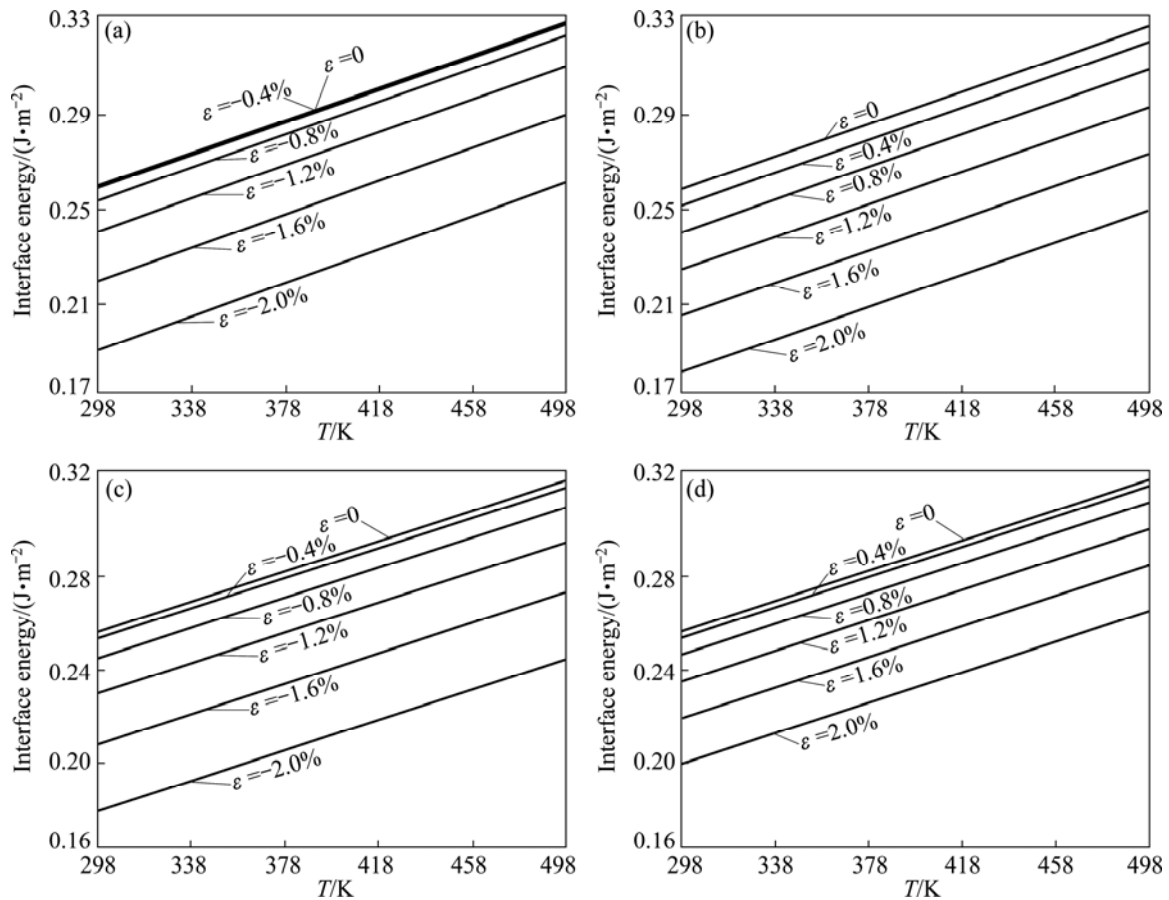 (a)
0.33
0.29
0.25
0.21
0.17
Interface energy/(J•m⁻²)
ε =0
ε =−0.4%
ε =−0.8%
ε =−1.2%
ε =−1.6%
ε =−2.0%
298 338 378 418 458 498
T/K
(b)
0.33
0.29
0.25
0.21
0.17
Interface energy/(J•m⁻²)
ε =0
ε =0.4%
ε =0.8%
ε =1.2%
ε =1.6%
ε =2.0%
298 338 378 418 458 498
T/K
(c)
0.32
0.28
0.24
0.20
0.16
Interface energy/(J•m⁻²)
ε =0
ε =−0.4%
ε =−0.8%
ε =−1.2%
ε =−1.6%
ε =−2.0%
298 338 378 418 458 498
T/K
(d)
0.32
0.28
0.24
0.20
0.16
Interface energy/(J•m⁻²)
ε =0
ε =0.4%
ε =0.8%
ε =1.2%
ε =1.6%
ε =2.0%
298 338 378 418 458 498
T/K